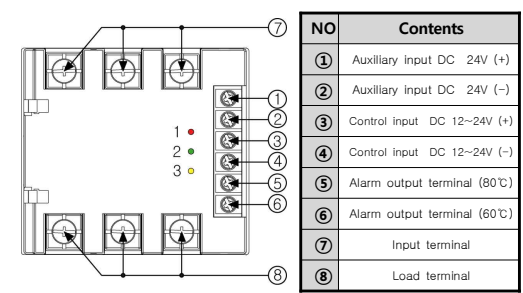 ⑦
①
②
③
④
⑤
⑥
⑧
1
2
3
NO Contents
① Auxiliary input DC 24V (+)
② Auxiliary input DC 24V (-)
③ Control input DC 12~24V (+)
④ Control input DC 12~24V (-)
⑤ Alarm output terminal (80℃)
⑥ Alarm output terminal (60℃)
⑦ Input terminal
⑧ Load terminal